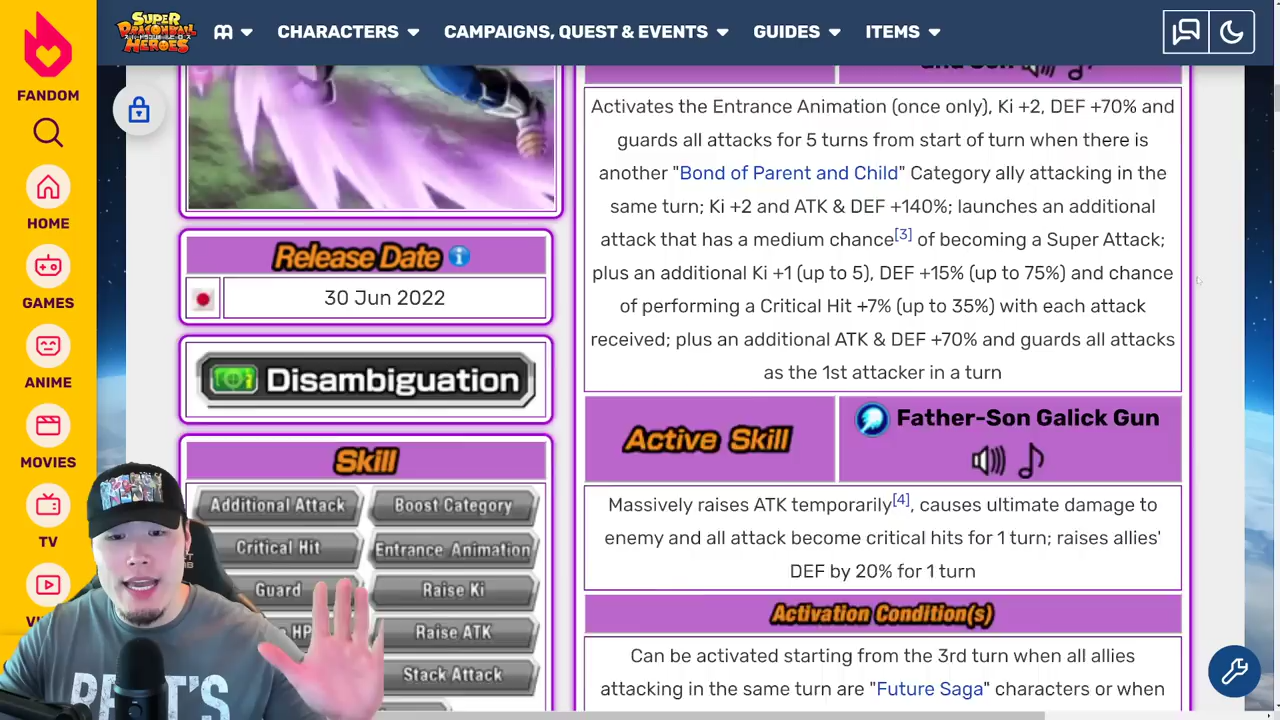 SUPER
DRAGONBALL
HEROES
CHARACTERS
CAMPAIGNS, QUEST & EVENTS
GUIDES
ITEMS
FANDOM
HOME
GAMES
ANIME
MOVIES
TV
and Son
Activates the Entrance Animation (once only), Ki +2, DEF +70% and
guards all attacks for 5 turns from start of turn when there is
another "Bond of Parent and Child" Category ally attacking in the
same turn; Ki +2 and ATK & DEF +140%; launches an additional
attack that has a medium chance[3] of becoming a Super Attack;
plus an additional Ki +1 (up to 5), DEF +15% (up to 75%) and chance
of performing a Critical Hit +7% (up to 35%) with each attack
received; plus an additional ATK & DEF +70% and guards all attacks
as the 1st attacker in a turn
Release Date
30 Jun 2022
Disambiguation
Skill
Additional Attack
Boost Category
Critical Hit
Entrance Animation
Guard
Raise Ki
HP
Raise ATK
Stack Attack
Active Skill
Father-Son Galick Gun
Massively raises ATK temporarily[4], causes ultimate damage to
enemy and all attack become critical hits for 1 turn; raises allies'
DEF by 20% for 1 turn
Activation Condition(s)
Can be activated starting from the 3rd turn when all allies
attacking in the same turn are "Future Saga" characters or when